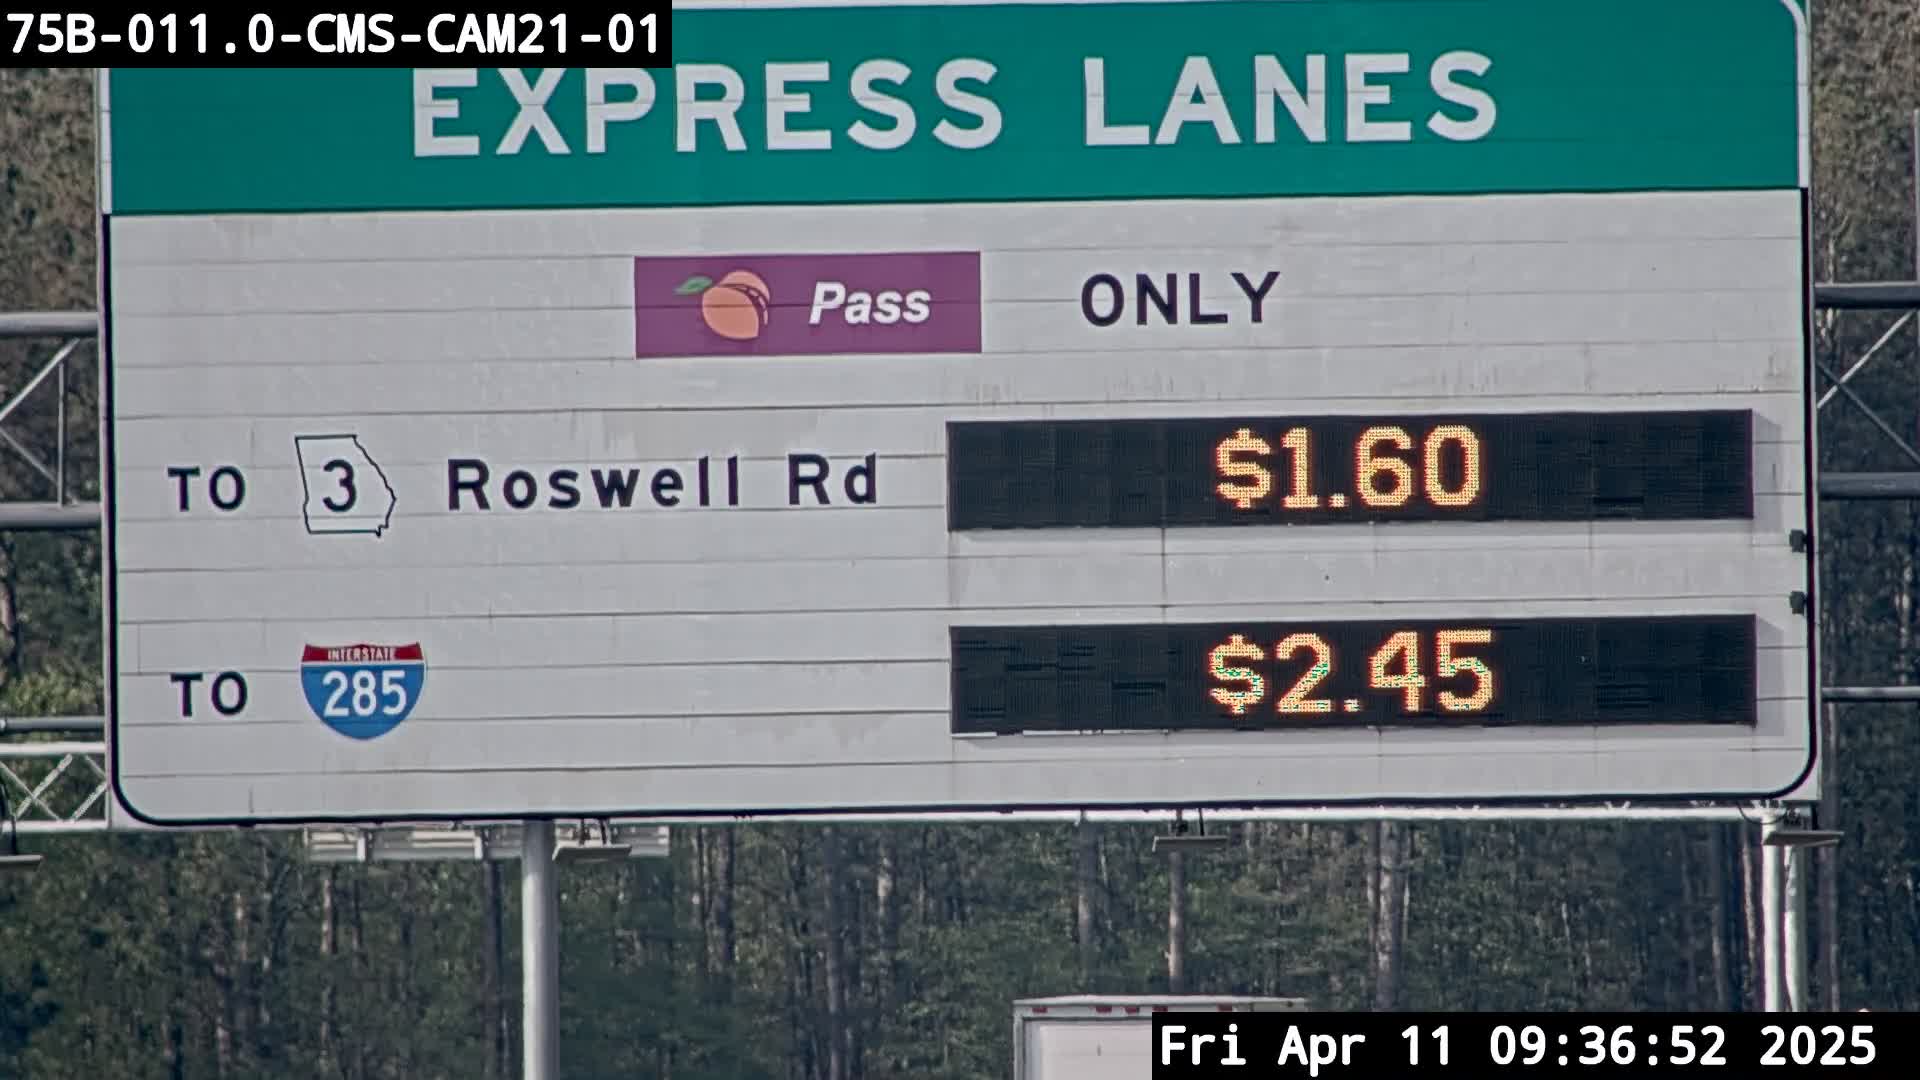 75B-011.0-CMS-CAM21-01
EXPRESS LANES
Pass ONLY
TO 3 Roswell Rd $1.60
TO INTERSTATE 285 $2.45
Fri Apr 11 09:36:52 2025